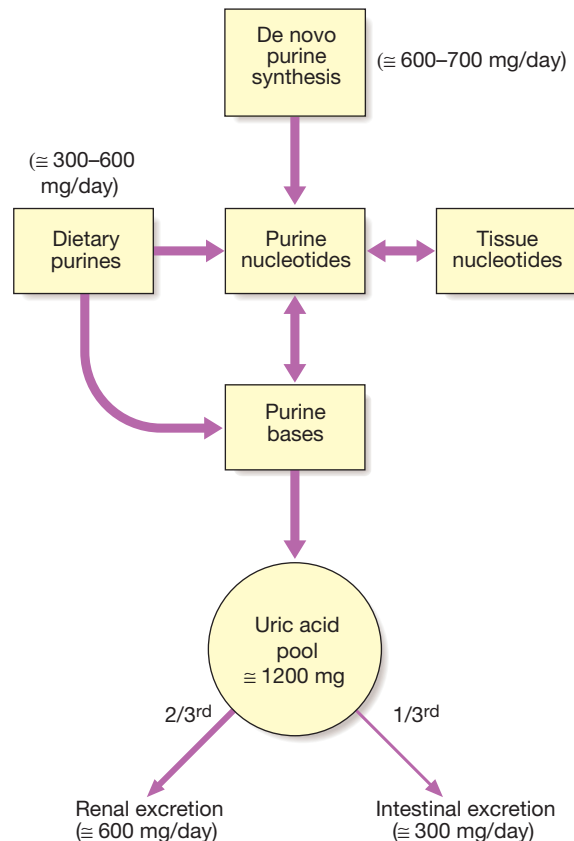 De novo
purine
synthesis
(≅ 600–700 mg/day)
(≅ 300–600
mg/day)
Dietary
purines
Purine
nucleotides
Tissue
nucleotides
Purine
bases
Uric acid
pool
≅ 1200 mg
2/3rd
1/3rd
Renal excretion
(≅ 600 mg/day)
Intestinal excretion
(≅ 300 mg/day)